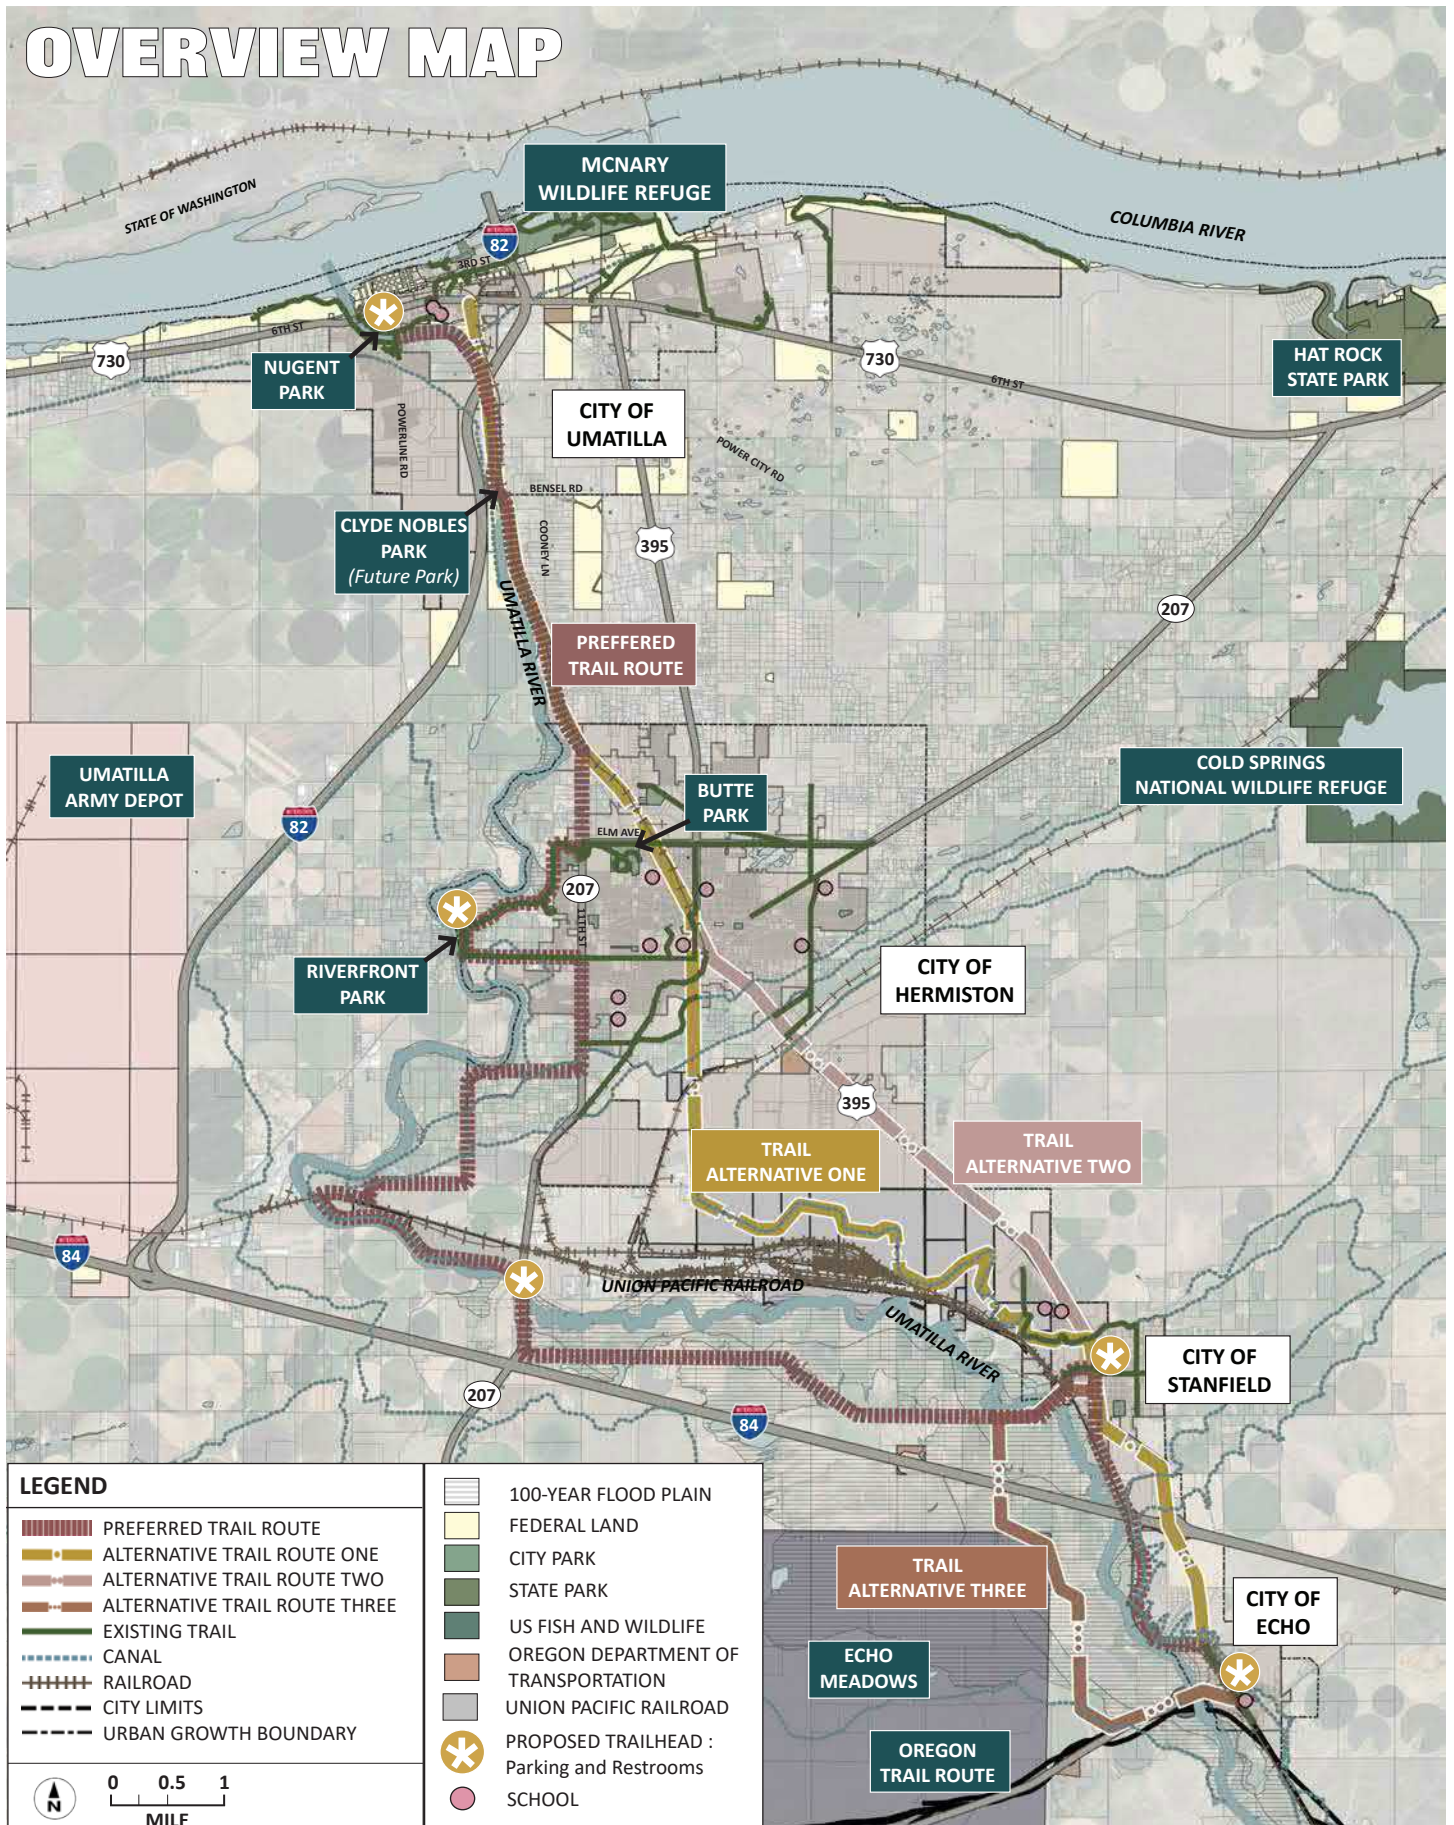 OVERVIEW MAP
MCNARY
WILDLIFE REFUGE
STATE OF WASHINGTON
COLUMBIA RIVER
82
3RD ST
6TH ST
730
NUGENT
PARK
730
6TH ST
HAT ROCK
STATE PARK
CITY OF
UMATILLA
POWERLINE RD
POWER CITY RD
BENSEL RD
CLYDE NOBLES
PARK
(Future Park)
COONEY LN
395
UMATILLA RIVER
207
PREFFERED
TRAIL ROUTE
UMATILLA
ARMY DEPOT
COLD SPRINGS
NATIONAL WILDLIFE REFUGE
BUTTE
PARK
82
ELM AVE
207
11TH ST
RIVERFRONT
PARK
CITY OF
HERMISTON
395
TRAIL
ALTERNATIVE ONE
TRAIL
ALTERNATIVE TWO
84
UNION PACIFIC RAILROAD
UMATILLA RIVER
CITY OF
STANFIELD
207
84
TRAIL
ALTERNATIVE THREE
CITY OF
ECHO
ECHO
MEADOWS
OREGON
TRAIL ROUTE
LEGEND
PREFERRED TRAIL ROUTE
ALTERNATIVE TRAIL ROUTE ONE
ALTERNATIVE TRAIL ROUTE TWO
ALTERNATIVE TRAIL ROUTE THREE
EXISTING TRAIL
CANAL
RAILROAD
CITY LIMITS
URBAN GROWTH BOUNDARY
N
0 0.5 1
MILE
100-YEAR FLOOD PLAIN
FEDERAL LAND
CITY PARK
STATE PARK
US FISH AND WILDLIFE
OREGON DEPARTMENT OF
TRANSPORTATION
UNION PACIFIC RAILROAD
PROPOSED TRAILHEAD :
Parking and Restrooms
SCHOOL